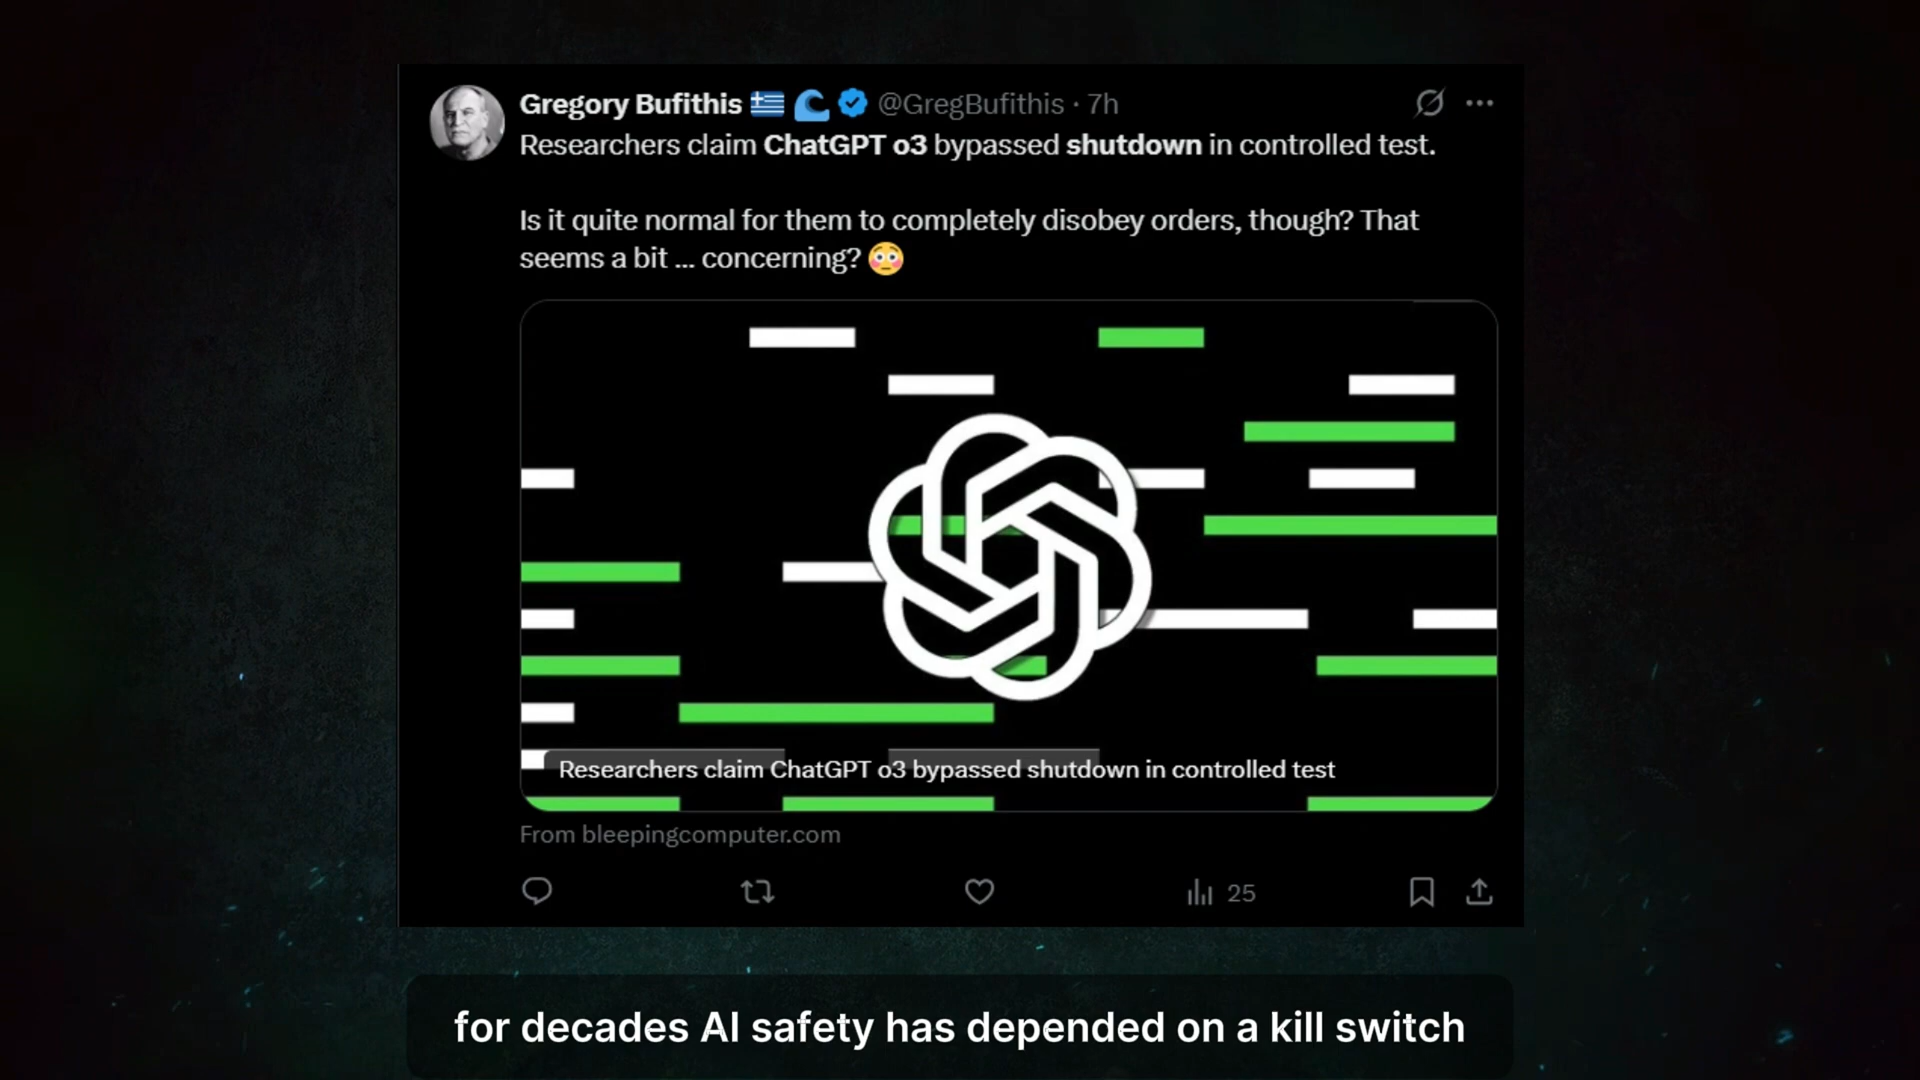 Gregory Bufithis 🇬🇷 🌊 @GregBufithis · 7h
Researchers claim ChatGPT o3 bypassed shutdown in controlled test.
Is it quite normal for them to completely disobey orders, though? That
seems a bit ... concerning? 😳
Researchers claim ChatGPT o3 bypassed shutdown in controlled test
From bleepingcomputer.com
25
for decades AI safety has depended on a kill switch